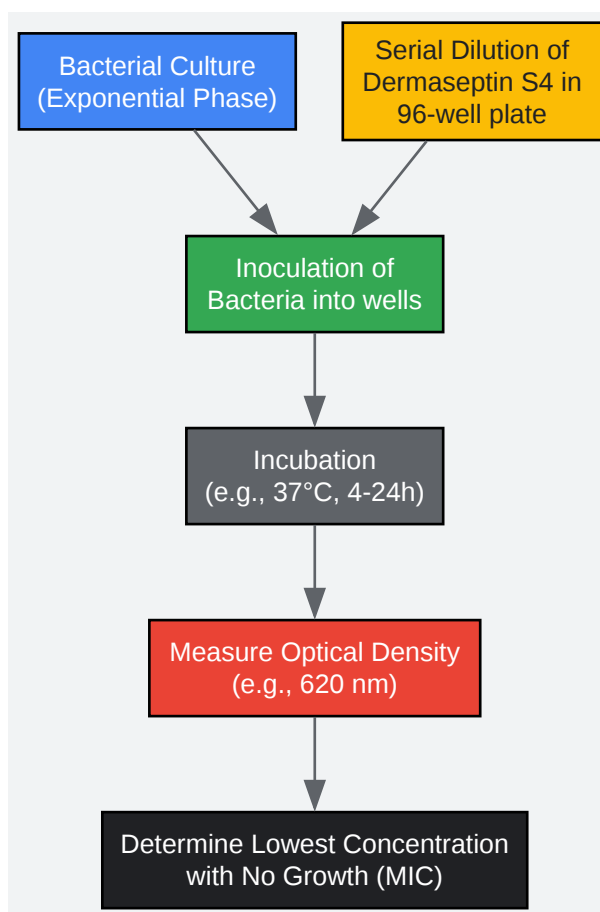 Bacterial Culture
(Exponential Phase)
Serial Dilution of
Dermaseptin S4 in
96-well plate
Inoculation of
Bacteria into wells
Incubation
(e.g., 37°C, 4-24h)
Measure Optical Density
(e.g., 620 nm)
Determine Lowest Concentration
with No Growth (MIC)